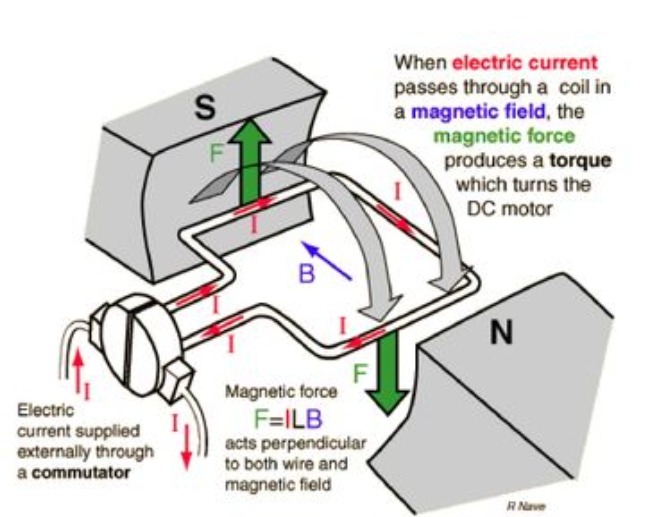 When electric current
passes through a coil in
a magnetic field, the
magnetic force
produces a torque
which turns the
DC motor
S
F
I
I
B
I
I
I
N
F
I
I
Electric
current supplied
externally through
a commutator
Magnetic force
F=ILB
acts perpendicular
to both wire and
magnetic field
R Nave